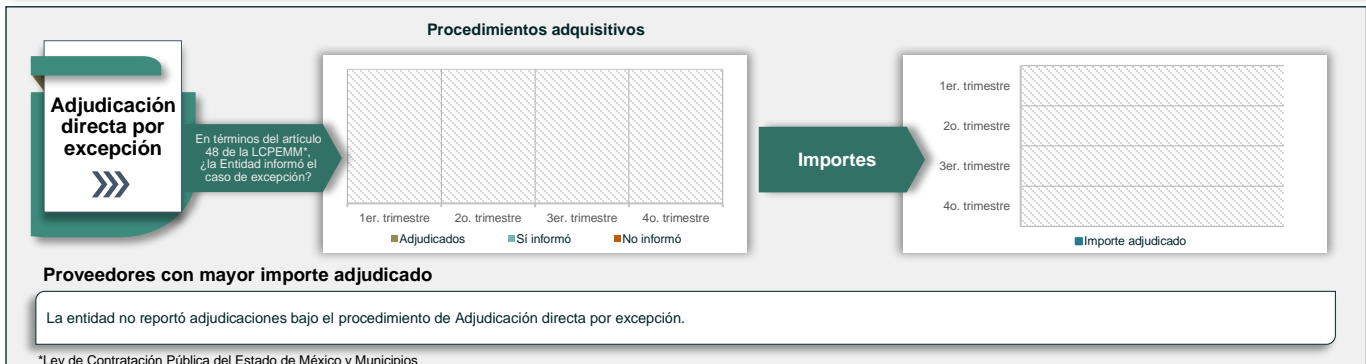 Procedimientos adquisitivos
Adjudicación
directa por
excepción
En términos del artículo
48 de la LCPEMM*,
¿la Entidad informó el
caso de excepción?
1er. trimestre
2o. trimestre
3er. trimestre
4o. trimestre
Adjudicados
Sí informó
No informó
Importes
1er. trimestre
2o. trimestre
3er. trimestre
4o. trimestre
Importe adjudicado
Proveedores con mayor importe adjudicado
La entidad no reportó adjudicaciones bajo el procedimiento de Adjudicación directa por excepción.
*Ley de Contratación Pública del Estado de México y Municipios